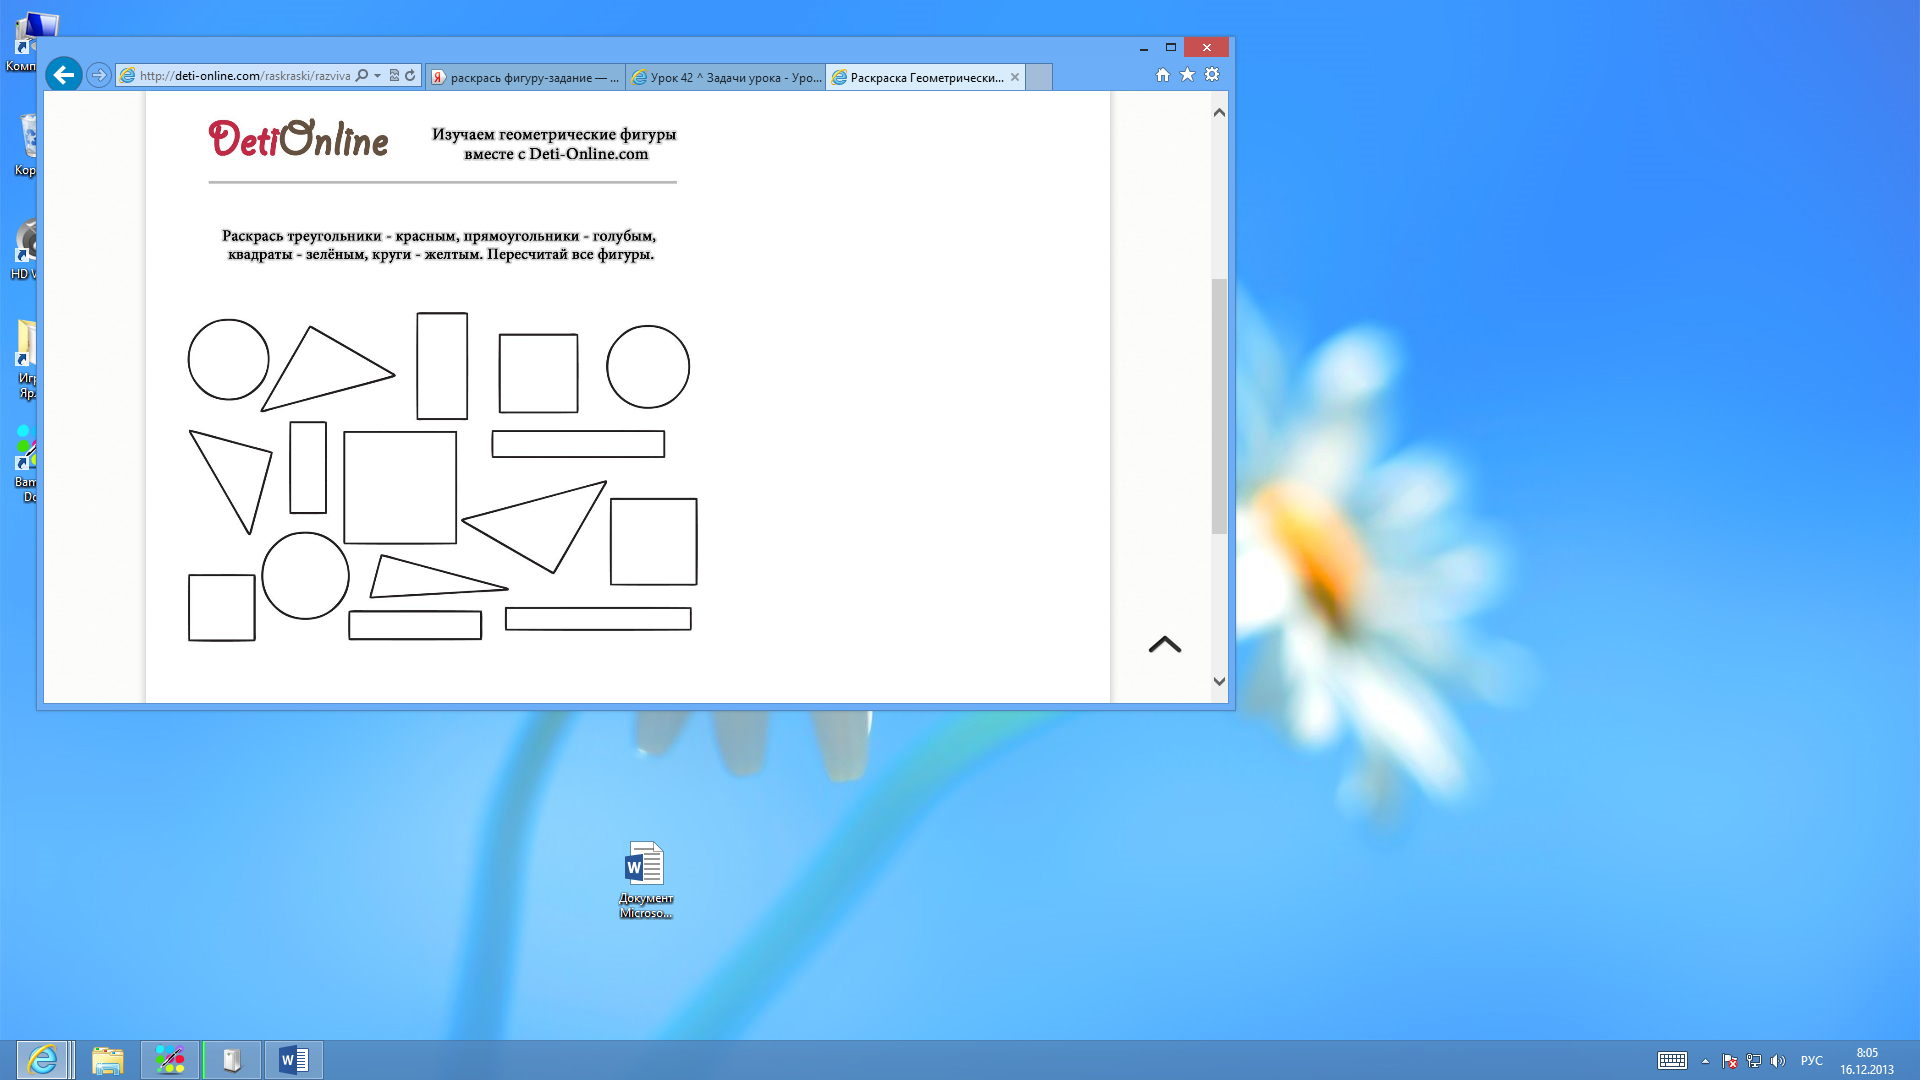 http://deti-online.com/raskraski/razviva
раскрась фигуру-задание — ...
Урок 42 ^ Задачи урока - Уро...
Раскраска Геометрически...
DetiOnline
Изучаем геометрические фигуры
вместе с Deti-Online.com
Раскрась треугольники - красным, прямоугольники - голубым,
квадраты - зелёным, круги - желтым. Пересчитай все фигуры.
Документ
Microso...
РУС
8:05
16.12.2013